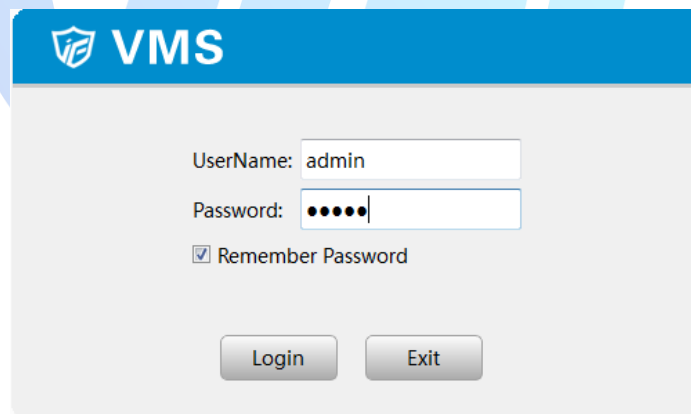 VMS
UserName: admin
Password: •••••
Remember Password
Login Exit